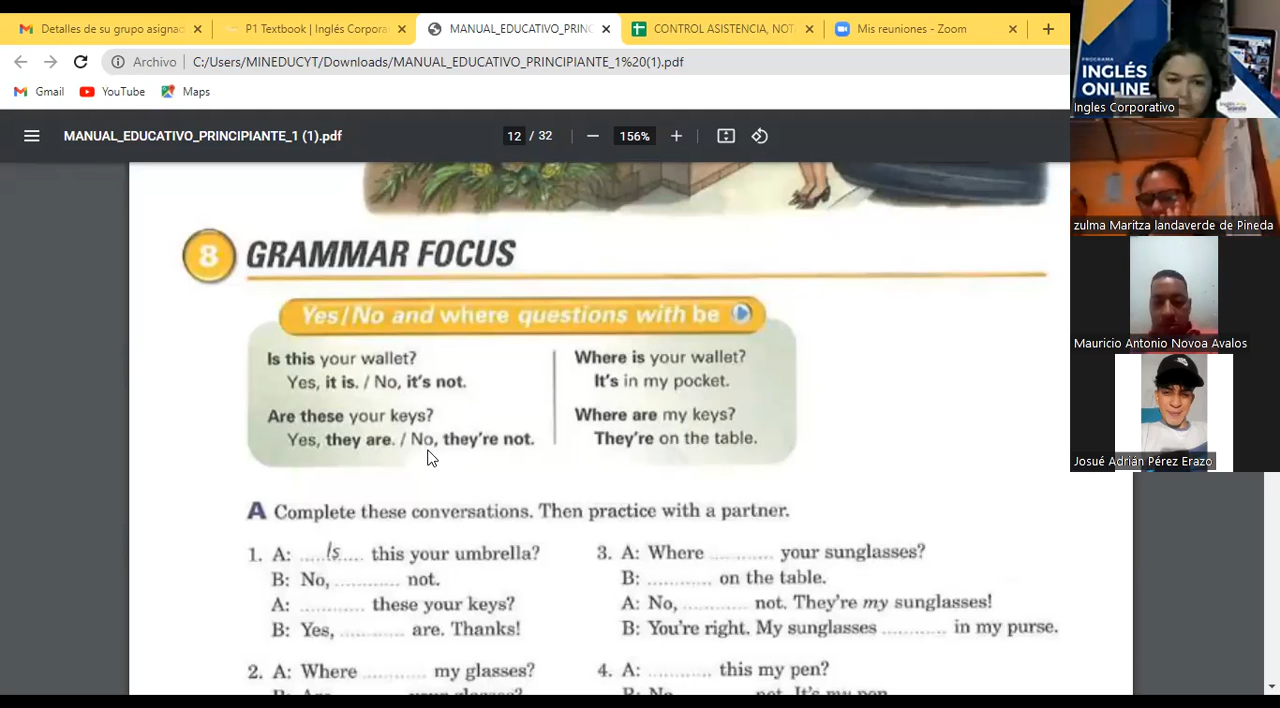 Detalles de su grupo asignad
P1 Textbook | Inglés Corpora
MANUAL_EDUCATIVO_PRINC
CONTROL ASISTENCIA, NOT
Mis reuniones - Zoom
Archivo
C:/Users/MINEDUCYT/Downloads/MANUAL_EDUCATIVO_PRINCIPIANTE_1%20(1).pdf
Gmail
YouTube
Maps
MANUAL_EDUCATIVO_PRINCIPIANTE_1 (1).pdf
12 / 32
156%
8 GRAMMAR FOCUS
Yes/No and where questions with be
Is this your wallet?
Yes, it is. / No, it's not.
Are these your keys?
Yes, they are. / No, they're not.
Where is your wallet?
It's in my pocket.
Where are my keys?
They're on the table.
A Complete these conversations. Then practice with a partner.
1. A: .....Is..... this your umbrella?
B: No, ............ not.
A: ............ these your keys?
B: Yes, ............ are. Thanks!
2. A: Where ............ my glasses?
3. A: Where ............ your sunglasses?
B: ............ on the table.
A: No, ............ not. They're my sunglasses!
B: You're right. My sunglasses ............ in my purse.
4. A: ............ this my pen?
PROGRAMA
INGLÉS
ONLINE
Ingles Corporativo
zulma Maritza landaverde de Pineda
Mauricio Antonio Novoa Avalos
Josué Adrián Pérez Erazo